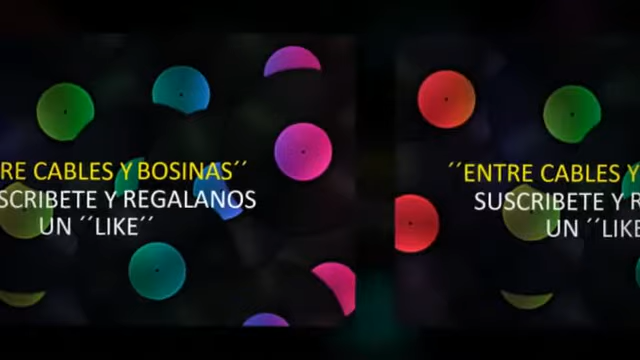 RE CABLES Y BOSINAS´´
SCRIBETE Y REGALANOS
UN ´´LIKE´´
´´ENTRE CABLES Y
SUSCRIBETE Y R
UN ´´LIKE